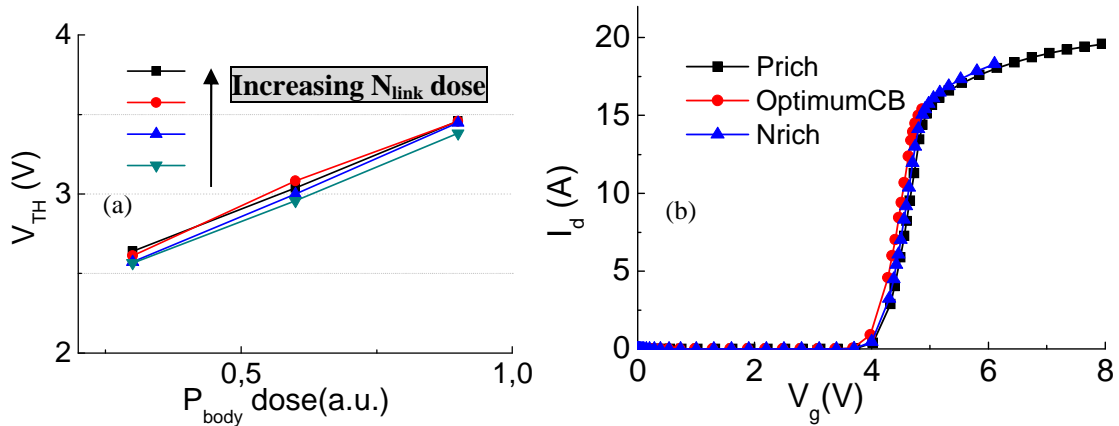 4
3
2
V_TH (V)
Increasing N_link dose
(a)
0,5
1,0
P_body dose(a.u.)
20
15
10
5
0
I_d (A)
Prich
OptimumCB
Nrich
(b)
0
2
4
6
8
V_g(V)